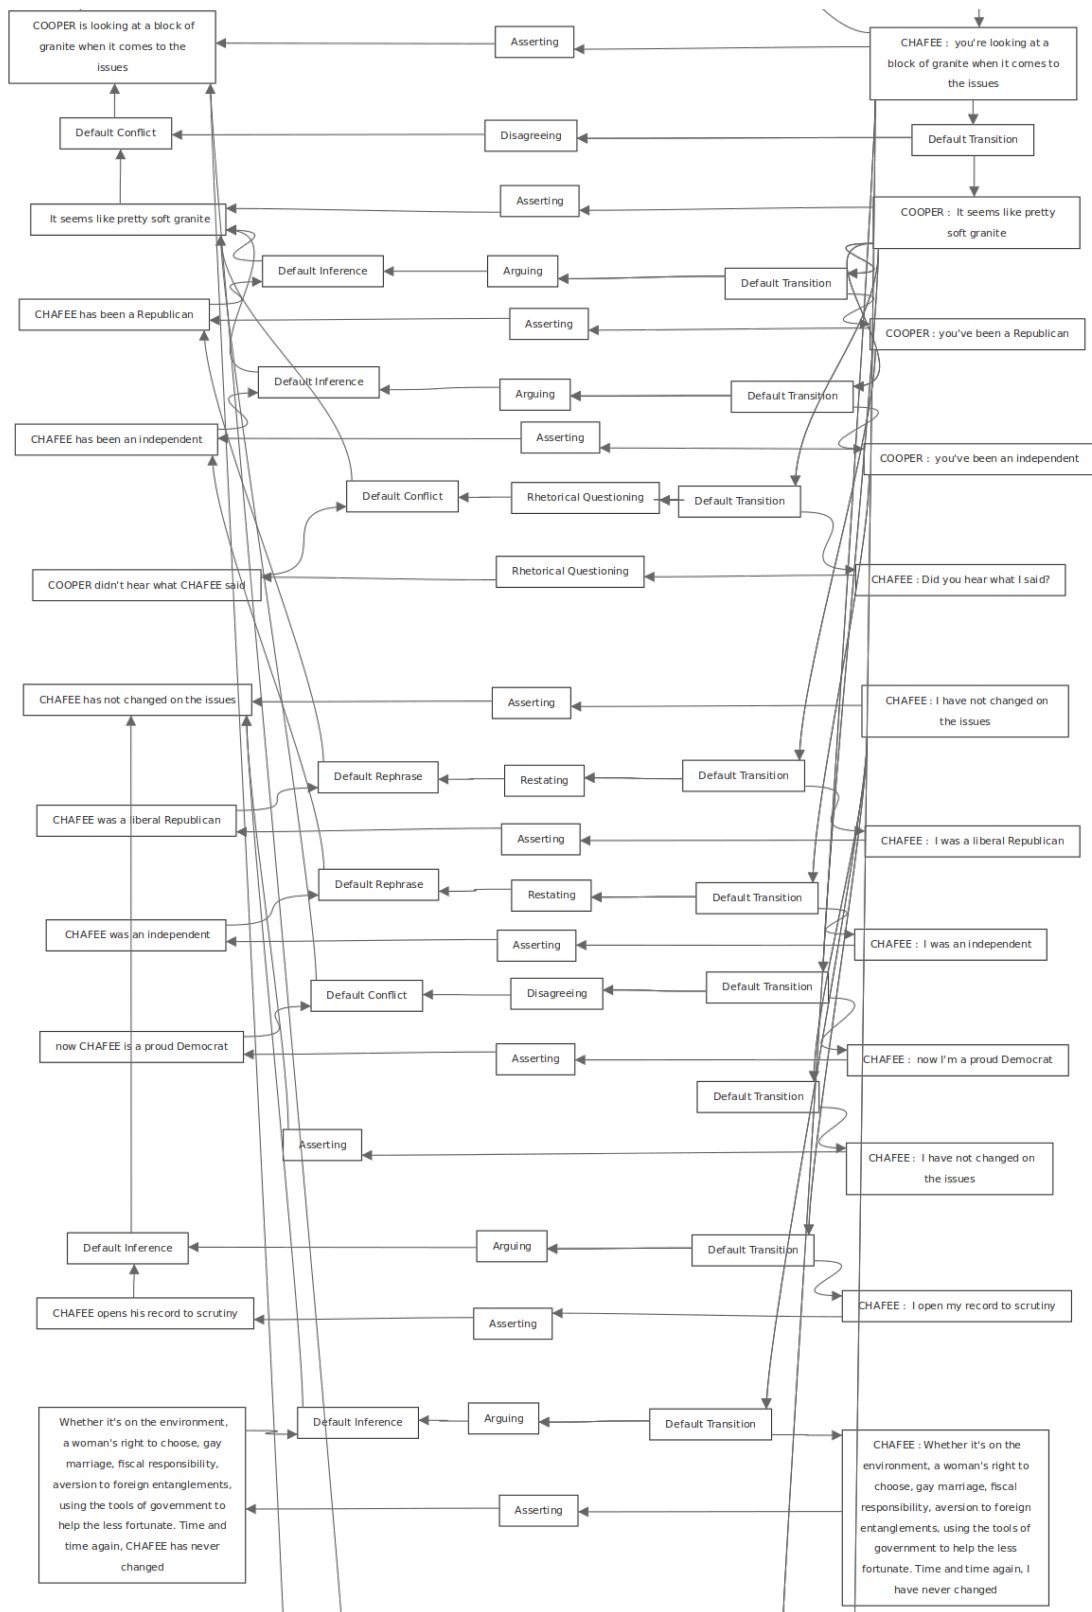 COOPER is looking at a block of
granite when it comes to the
issues
Asserting
CHAFEE :  you're looking at a
block of granite when it comes to
the issues
Default Conflict
Disagreeing
Default Transition
It seems like pretty soft granite
Asserting
COOPER :  It seems like pretty
soft granite
Default Inference
Arguing
Default Transition
CHAFEE has been a Republican
Asserting
COOPER : you've been a Republican
Default Inference
Arguing
Default Transition
CHAFEE has been an independent
Asserting
COOPER :  you've been an independent
Default Conflict
Rhetorical Questioning
Default Transition
COOPER didn't hear what CHAFEE said
Rhetorical Questioning
CHAFEE : Did you hear what I said?
CHAFEE has not changed on the issues
Asserting
CHAFEE : I have not changed on
the issues
Default Rephrase
Restating
Default Transition
CHAFEE was a liberal Republican
Asserting
CHAFEE :  I was a liberal Republican
Default Rephrase
Restating
Default Transition
CHAFEE was an independent
Asserting
CHAFEE :  I was an independent
Default Conflict
Disagreeing
Default Transition
now CHAFEE is a proud Democrat
Asserting
CHAFEE :  now I'm a proud Democrat
Default Transition
Asserting
CHAFEE :  I have not changed on
the issues
Default Inference
Arguing
Default Transition
CHAFEE opens his record to scrutiny
Asserting
CHAFEE :  I open my record to scrutiny
Default Inference
Arguing
Default Transition
Whether it's on the environment,
a woman's right to choose, gay
marriage, fiscal responsibility,
aversion to foreign entanglements,
using the tools of government to
help the less fortunate. Time and
time again, CHAFEE has never
changed
Asserting
CHAFEE : Whether it's on the
environment, a woman's right to
choose, gay marriage, fiscal
responsibility, aversion to foreign
entanglements, using the tools of
government to help the less
fortunate. Time and time again, I
have never changed